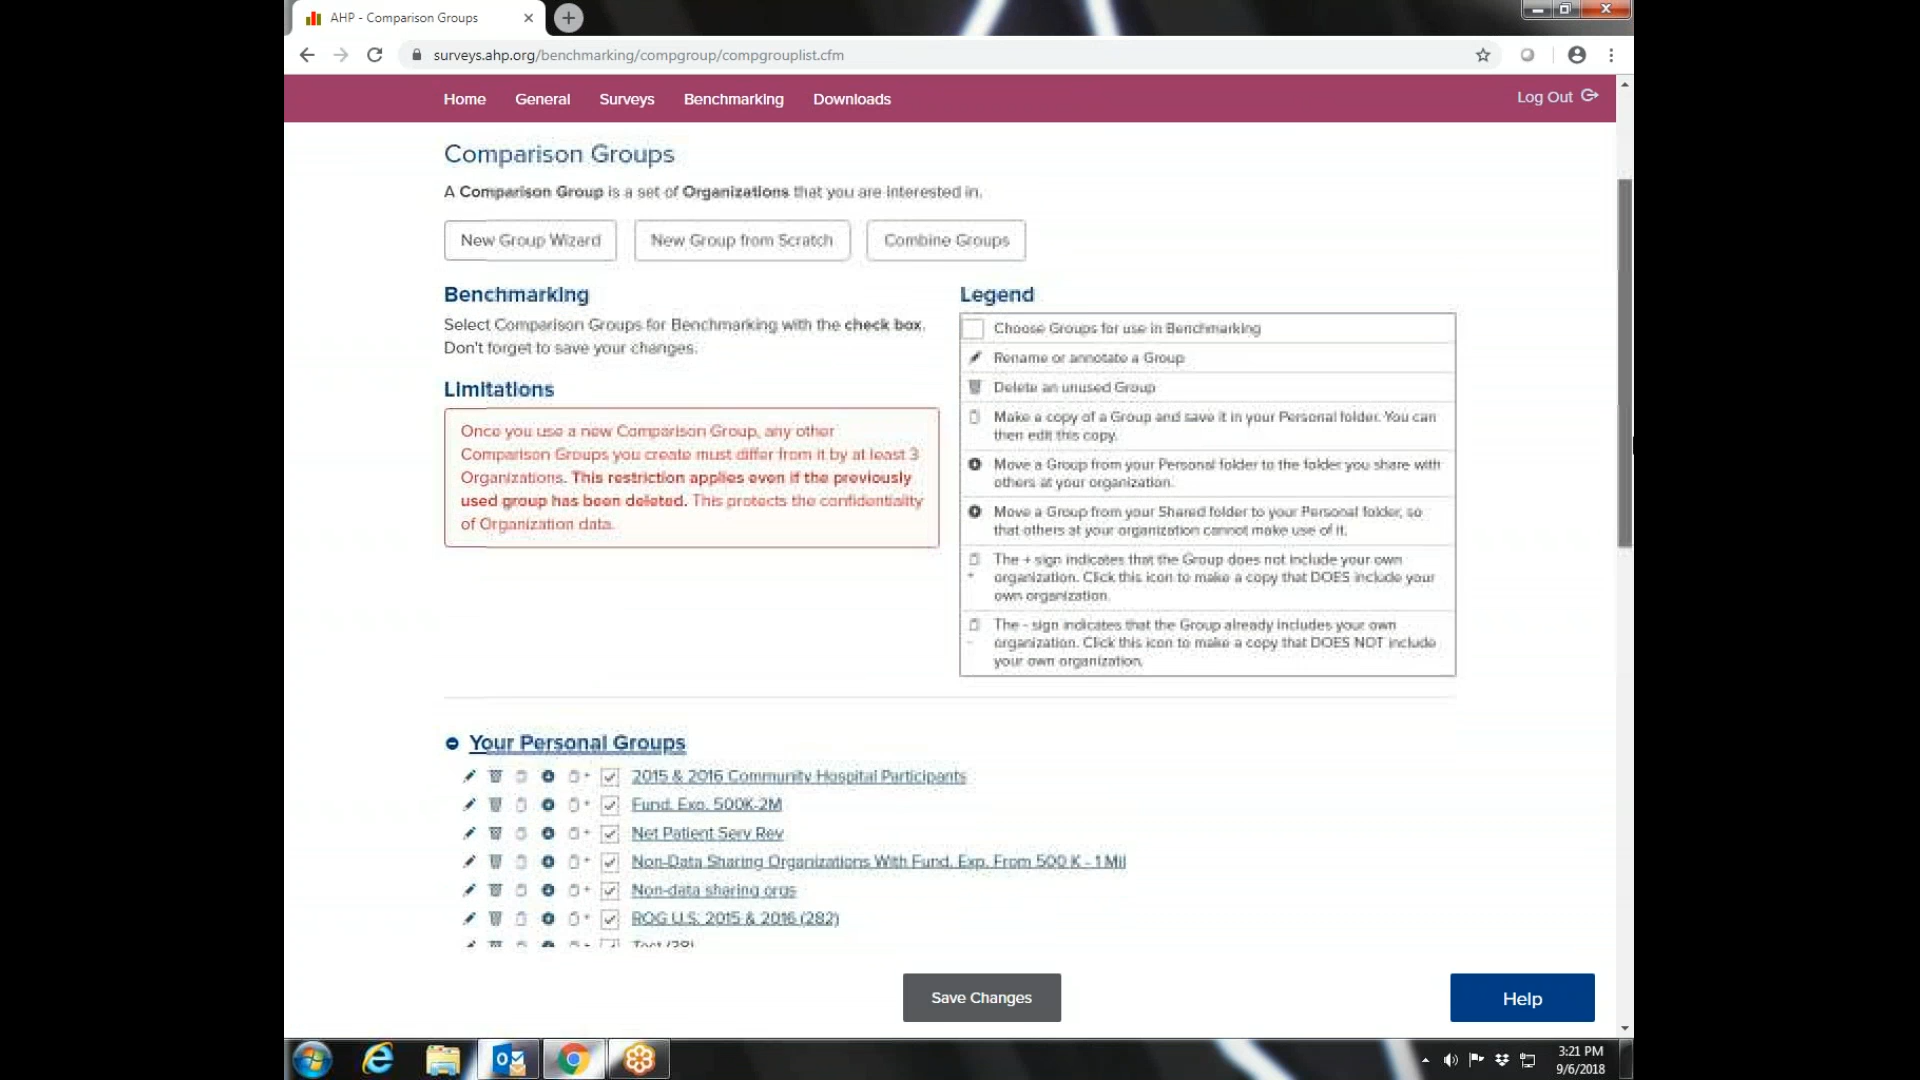 AHP - Comparison Groups
surveys.ahp.org/benchmarking/compgroup/compgrouplist.cfm
Home General Surveys Benchmarking Downloads Log Out
Comparison Groups
A Comparison Group is a set of Organizations that you are interested in.
New Group Wizard New Group from Scratch Combine Groups
Benchmarking
Select Comparison Groups for Benchmarking with the check box.
Don't forget to save your changes.
Limitations
Once you use a new Comparison Group, any other
Comparison Groups you create must differ from it by at least 3
Organizations. This restriction applies even if the previously
used group has been deleted. This protects the confidentiality
of Organization data.
Legend
Choose Groups for use in Benchmarking
Rename or annotate a Group
Delete an unused Group
Make a copy of a Group and save it in your Personal folder. You can
then edit this copy.
Move a Group from your Personal folder to the folder you share with
others at your organization.
Move a Group from your Shared folder to your Personal folder, so
that others at your organization cannot make use of it.
The + sign indicates that the Group does not include your own
organization. Click this icon to make a copy that DOES include your
own organization.
The - sign indicates that the Group already includes your own
organization. Click this icon to make a copy that DOES NOT include
your own organization.
Your Personal Groups
2015 & 2016 Community Hospital Participants
Fund. Exp. 500K-2M
Net Patient Serv Rev
Non-Data Sharing Organizations With Fund. Exp. From 500 K - 1 Mil
Non-data sharing orgs
ROG U.S. 2015 & 2016 (282)
Save Changes
Help
3:21 PM
9/6/2018